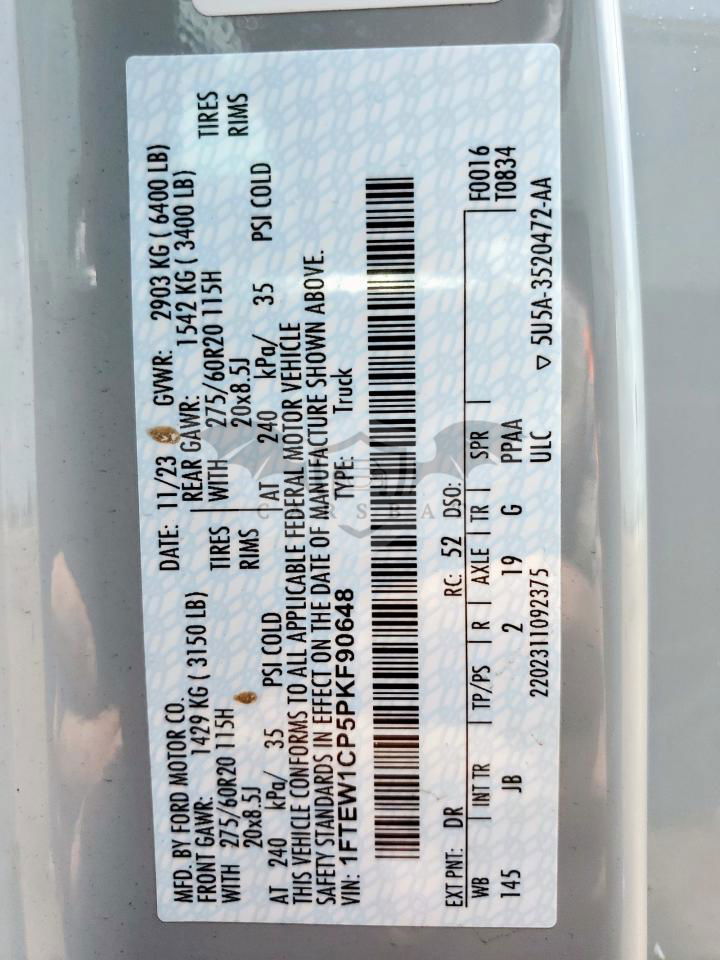 MFD. BY FORD MOTOR CO. DATE: 11/23 GVWR: 2903 KG ( 6400 LB)
FRONT GAWR: 1429 KG ( 3150 LB) REAR GAWR: 1542 KG ( 3400 LB)
WITH 275/60R20 115H TIRES WITH 275/60R20 115H TIRES
20x8.5J RIMS 20x8.5J RIMS
AT 240 kPa/ 35 PSI COLD AT 240 kPa/ 35 PSI COLD
THIS VEHICLE CONFORMS TO ALL APPLICABLE FEDERAL MOTOR VEHICLE
SAFETY STANDARDS IN EFFECT ON THE DATE OF MANUFACTURE SHOWN ABOVE.
VIN: 1FTEW1CP5PKF90648 TYPE: Truck
EXT PNT: DR RC: 52 DSO: F0016
WB INT TR TP/PS R AXLE TR SPR T0834
145 JB 2 19 G PPAA
2202311092375 ULC
▽ 5U5A-3520472-AA